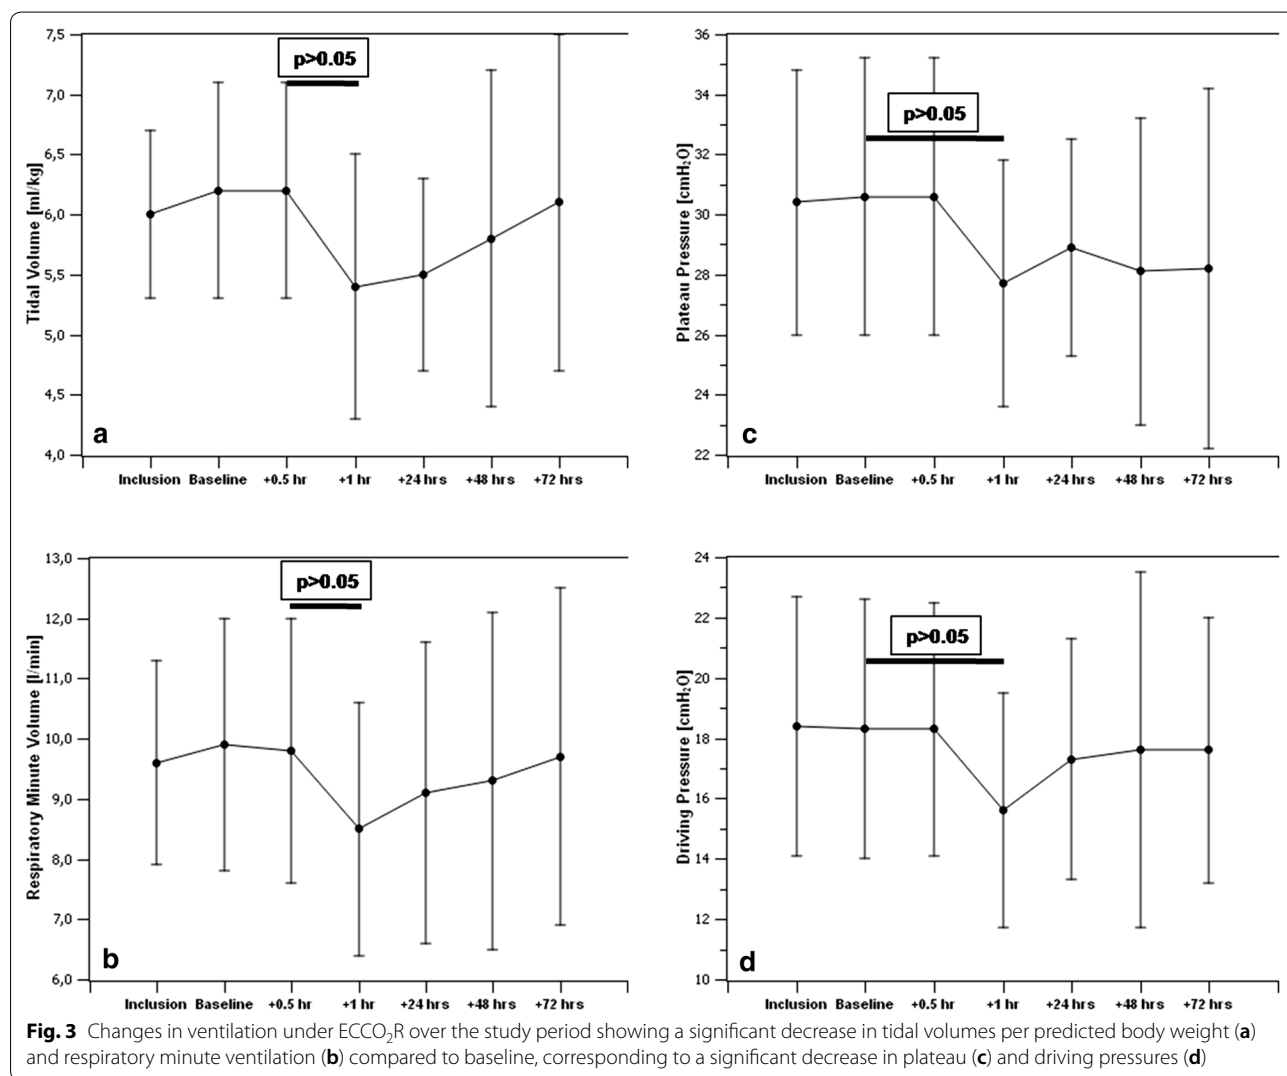 7,5
7,0
6,5
6,0
5,5
5,0
4,5
4,0
Tidal Volume [ml/kg]
p>0.05
a
Inclusion Baseline +0.5 hr +1 hr +24 hrs +48 hrs +72 hrs
36
34
32
30
28
26
24
22
Plateau Pressure [cmH₂O]
p>0.05
c
Inclusion Baseline +0.5 hr +1 hr +24 hrs +48 hrs +72 hrs
13,0
12,0
11,0
10,0
9,0
8,0
7,0
6,0
Respiratory Minute Volume [l/min]
p>0.05
b
Inclusion Baseline +0.5 hr +1 hr +24 hrs +48 hrs +72 hrs
24
22
20
18
16
14
12
10
Driving Pressure [cmH₂O]
p>0.05
d
Inclusion Baseline +0.5 hr +1 hr +24 hrs +48 hrs +72 hrs
Fig. 3 Changes in ventilation under ECCO₂R over the study period showing a significant decrease in tidal volumes per predicted body weight (a)
and respiratory minute ventilation (b) compared to baseline, corresponding to a significant decrease in plateau (c) and driving pressures (d)